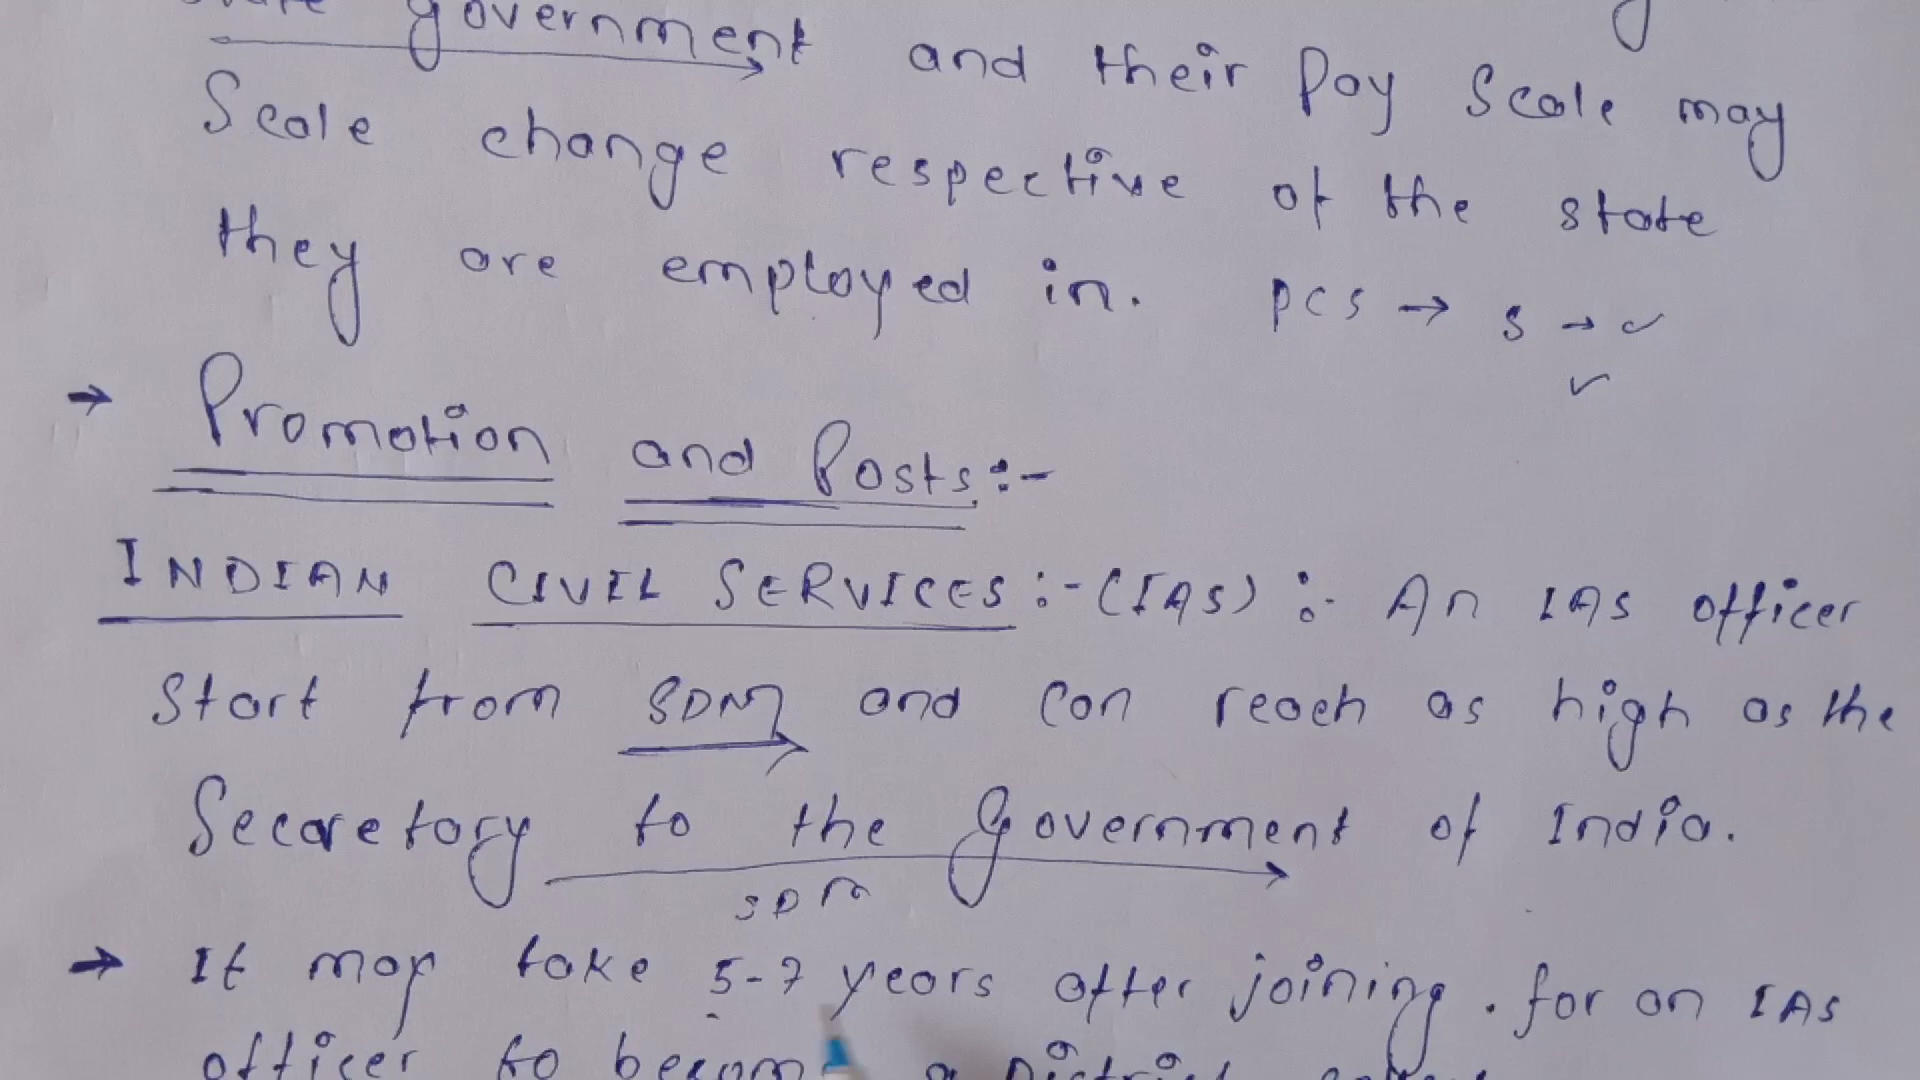 Government and their Pay Scale may
Scale change respective of the state
they are employed in. PCS → S → ✓
✓
→ Promotion and Posts:-
INDIAN CIVIL SERVICES:- (IAS) :- An IAS officer
Start from SDM and can reach as high as the
Secaretory to the Government of India.
SDM
→ It may take 5-7 years after joining. for an IAS
officer to become a District